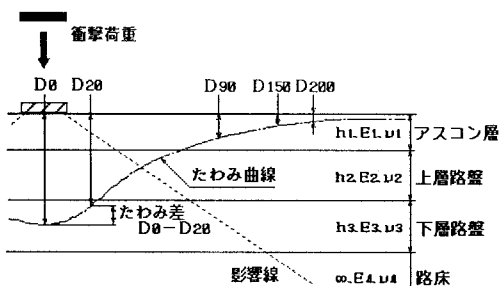 衝撃荷重
D0 D20 D90 D150 D200
h1.E1.ν1 アスコン層
たわみ曲線
h2.E2.ν2 上層路盤
たわみ差
D0－D20
h3.E3.ν3 下層路盤
影響線
∞.E4.ν4 路床